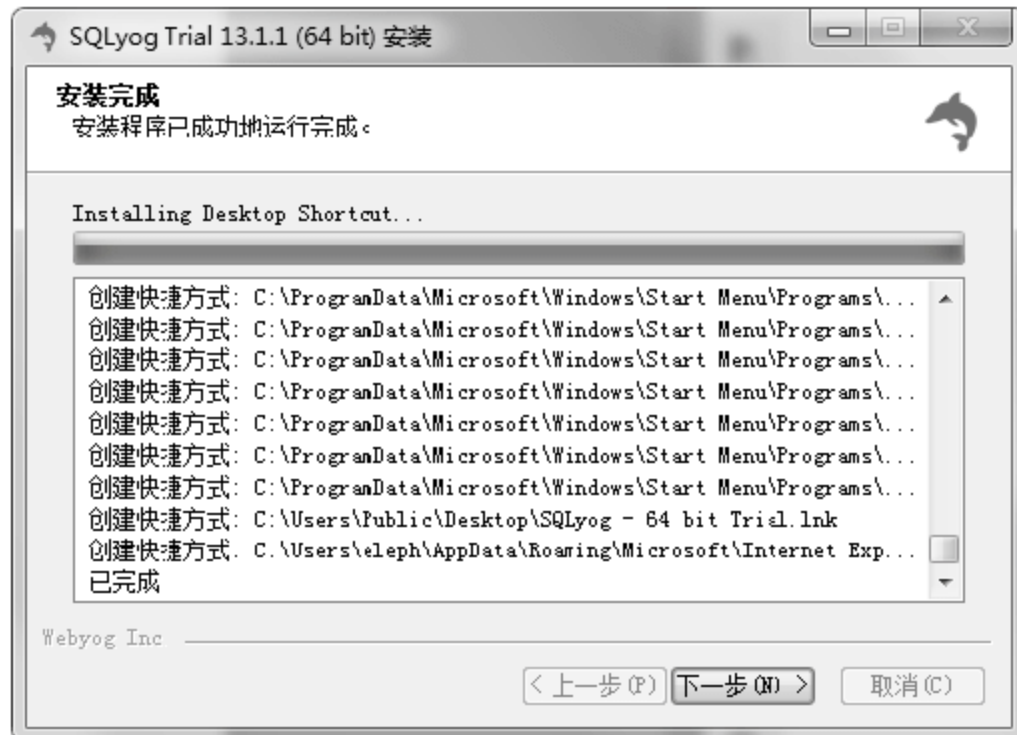 SQLyog Trial 13.1.1 (64 bit) 安装
安装完成
安装程序已成功地运行完成。
Installing Desktop Shortcut...
创建快捷方式: C:\ProgramData\Microsoft\Windows\Start Menu\Programs\...
创建快捷方式: C:\ProgramData\Microsoft\Windows\Start Menu\Programs\...
创建快捷方式: C:\ProgramData\Microsoft\Windows\Start Menu\Programs\...
创建快捷方式: C:\ProgramData\Microsoft\Windows\Start Menu\Programs\...
创建快捷方式: C:\ProgramData\Microsoft\Windows\Start Menu\Programs\...
创建快捷方式: C:\ProgramData\Microsoft\Windows\Start Menu\Programs\...
创建快捷方式: C:\ProgramData\Microsoft\Windows\Start Menu\Programs\...
创建快捷方式: C:\Users\Public\Desktop\SQLyog - 64 bit Trial.lnk
创建快捷方式: C:\Users\eleph\AppData\Roaming\Microsoft\Internet Exp...
已完成
Webyog Inc
< 上一步(P) 下一步(N) > 取消(C)